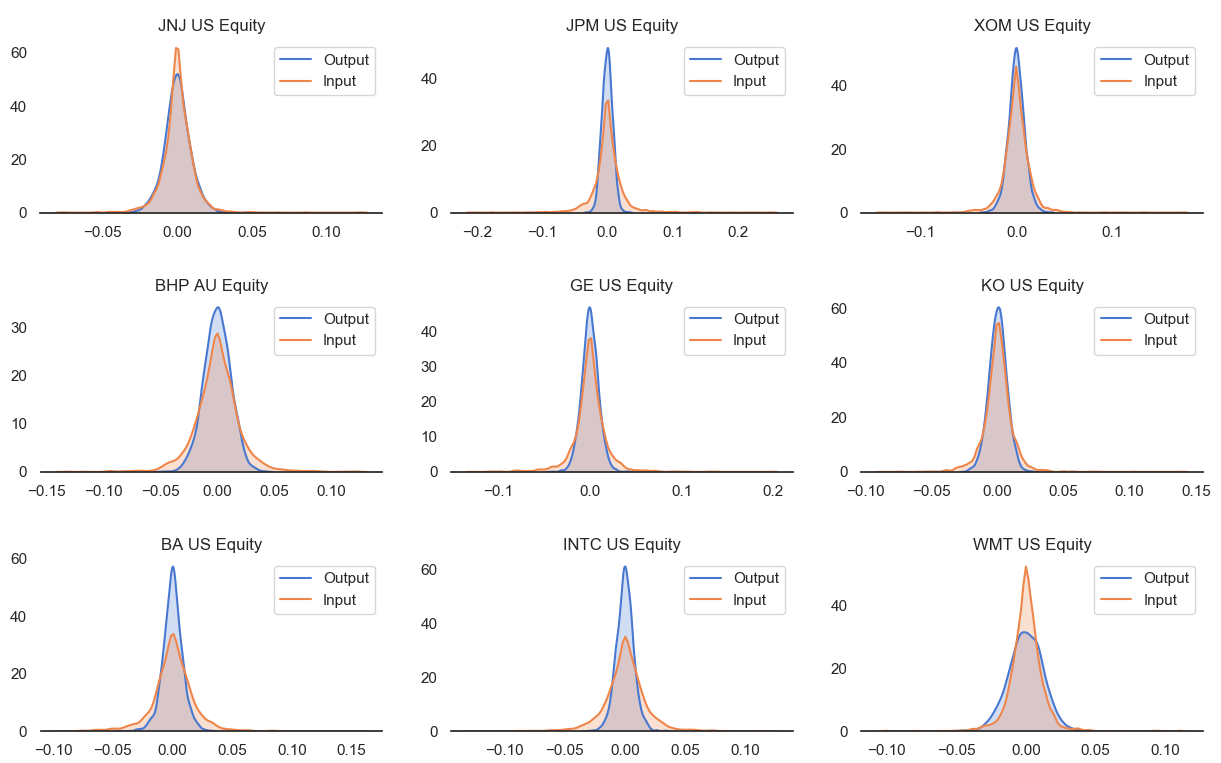 JNJ US Equity
60
40
20
0
−0.05
0.00
0.05
0.10
Output
Input
JPM US Equity
40
20
0
−0.2
−0.1
0.0
0.1
0.2
Output
Input
XOM US Equity
40
20
0
−0.1
0.0
0.1
Output
Input
BHP AU Equity
30
20
10
0
−0.15
−0.10
−0.05
0.00
0.05
0.10
Output
Input
GE US Equity
40
30
20
10
0
−0.1
0.0
0.1
0.2
Output
Input
KO US Equity
60
40
20
0
−0.10
−0.05
0.00
0.05
0.10
0.15
Output
Input
BA US Equity
60
40
20
0
−0.10
−0.05
0.00
0.05
0.10
0.15
Output
Input
INTC US Equity
60
40
20
0
−0.10
−0.05
0.00
0.05
0.10
Output
Input
WMT US Equity
40
20
0
−0.10
−0.05
0.00
0.05
0.10
Output
Input